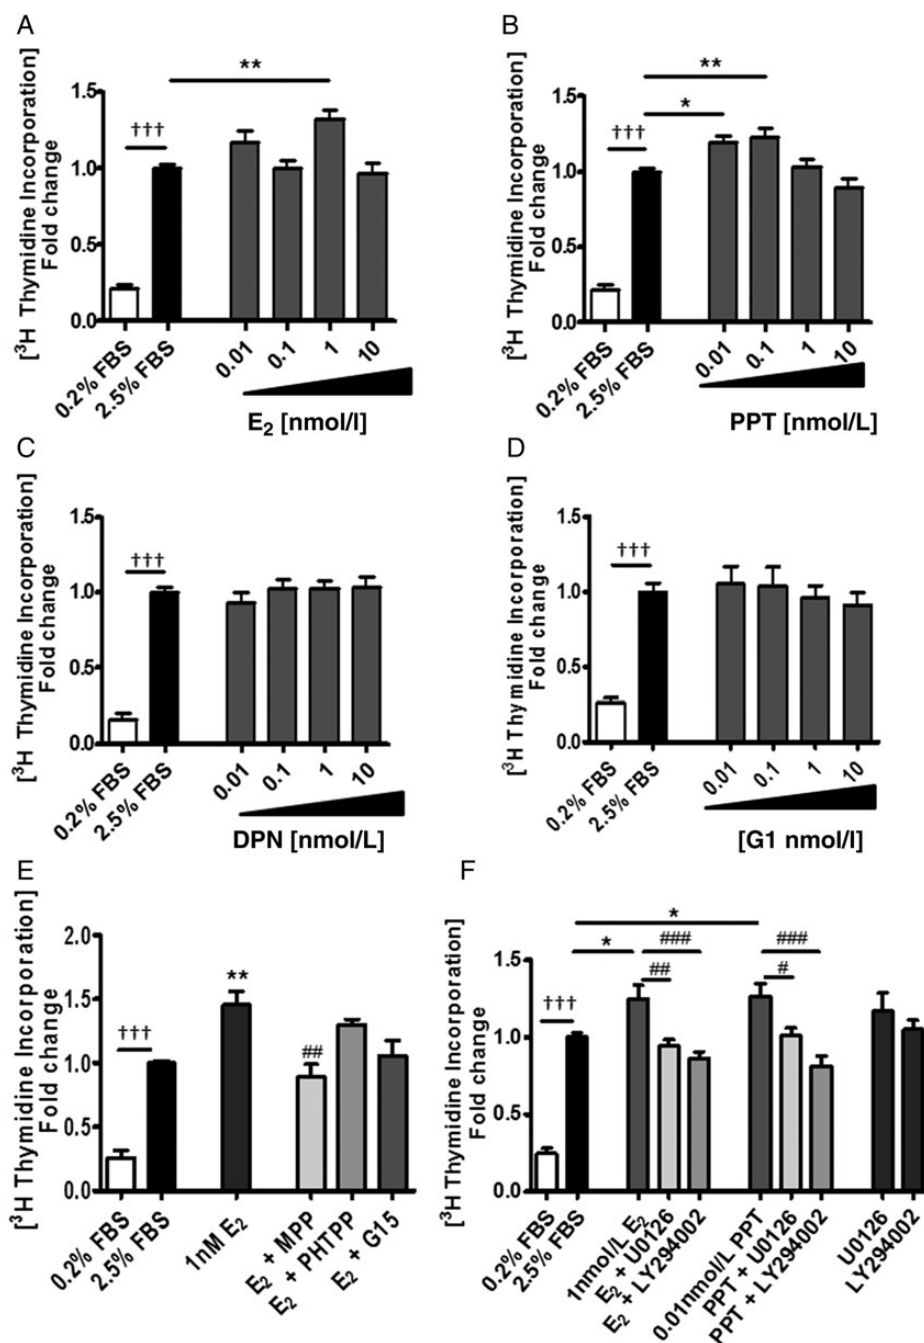 A
[³H Thymidine Incorporation]
Fold change
1.5
1.0
0.5
0.0
†††
**
0.2% FBS
2.5% FBS
0.01
0.1
1
10
E₂ [nmol/l]
B
[³H Thymidine Incorporation]
Fold change
1.5
1.0
0.5
0.0
†††
**
*
0.2% FBS
2.5% FBS
0.01
0.1
1
10
PPT [nmol/L]
C
[³H Thymidine Incorporation]
Fold change
1.5
1.0
0.5
0.0
†††
0.2% FBS
2.5% FBS
0.01
0.1
1
10
DPN [nmol/L]
D
[³H Thymidine Incorporation]
Fold change
1.5
1.0
0.5
0.0
†††
0.2% FBS
2.5% FBS
0.01
0.1
1
10
[G1 nmol/l]
E
[³H Thymidine Incorporation]
Fold change
2.0
1.5
1.0
0.5
0.0
†††
**
##
0.2% FBS
2.5% FBS
1nM E₂
E₂ + MPP
E₂ + PHTPP
E₂ + G15
F
[³H Thymidine Incorporation]
Fold change
1.5
1.0
0.5
0.0
†††
*
*
###
##
###
#
0.2% FBS
2.5% FBS
1nmol/L E₂
E₂ + U0126
E₂ + LY294002
0.01nmol/L PPT
PPT + U0126
PPT + LY294002
U0126
LY294002